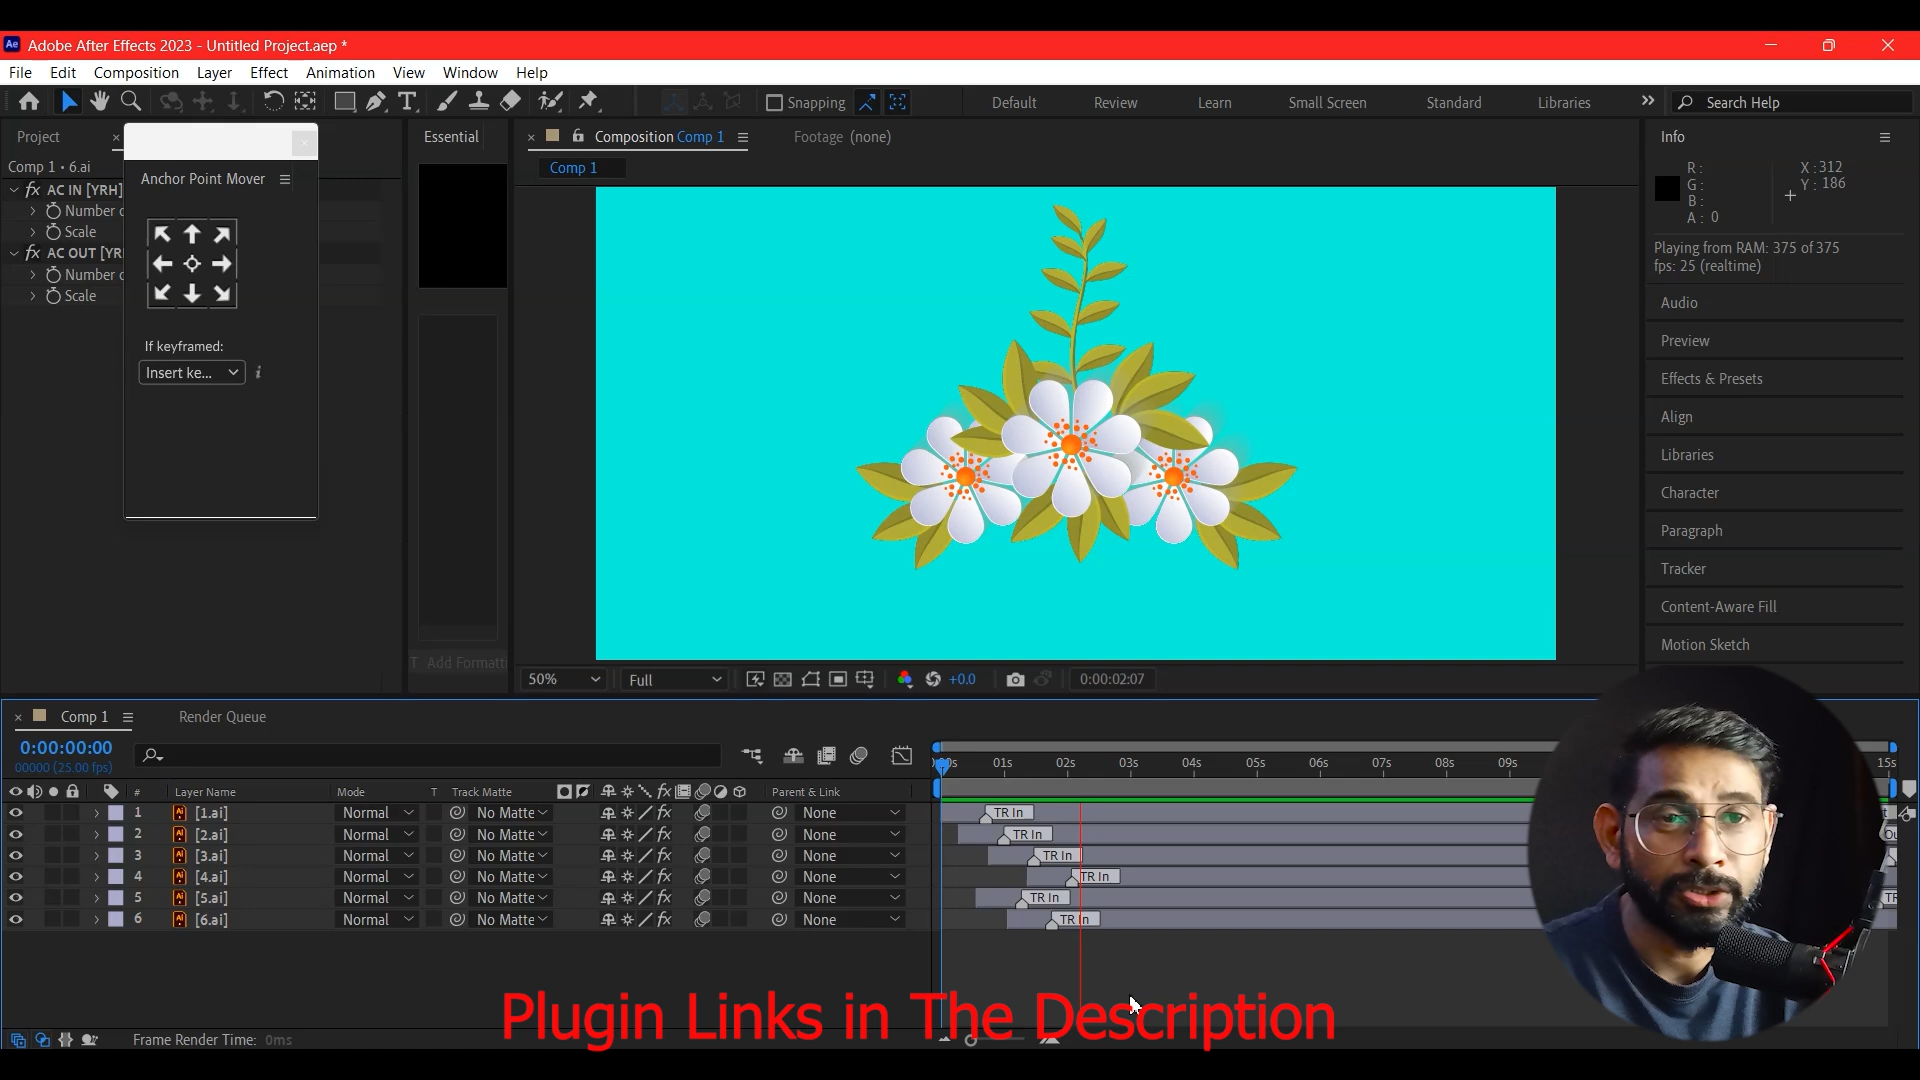 Ae Adobe After Effects 2023 - Untitled Project.aep *
File Edit Composition Layer Effect Animation View Window Help
Snapping Default Review Learn Small Screen Standard Libraries Search Help
Project
Comp 1 • 6.ai
fx AC IN [YRH]
Number
Scale
fx AC OUT
Number
Scale
Anchor Point Mover
If keyframed:
Insert ke...
Essential
T Add Formatt
Composition Comp 1
Footage (none)
Comp 1
50% Full +0.0 0:00:02:07
Info
R :
G :
B :
A : 0
X : 312
Y : 186
Playing from RAM: 375 of 375
fps: 25 (realtime)
Audio
Preview
Effects & Presets
Align
Libraries
Character
Paragraph
Tracker
Content-Aware Fill
Motion Sketch
Comp 1 Render Queue
0:00:00:00
00000 (25.00 fps)
01s 02s 03s 04s 05s 06s 07s 08s 09s 15s
# Layer Name Mode T Track Matte Parent & Link
1 Ai [1.ai] Normal No Matte None TR In
2 Ai [2.ai] Normal No Matte None TR In
3 Ai [3.ai] Normal No Matte None TR In
4 Ai [4.ai] Normal No Matte None TR In
5 Ai [5.ai] Normal No Matte None TR In
6 Ai [6.ai] Normal No Matte None TR In
Plugin Links in The Description
Frame Render Time: 0ms